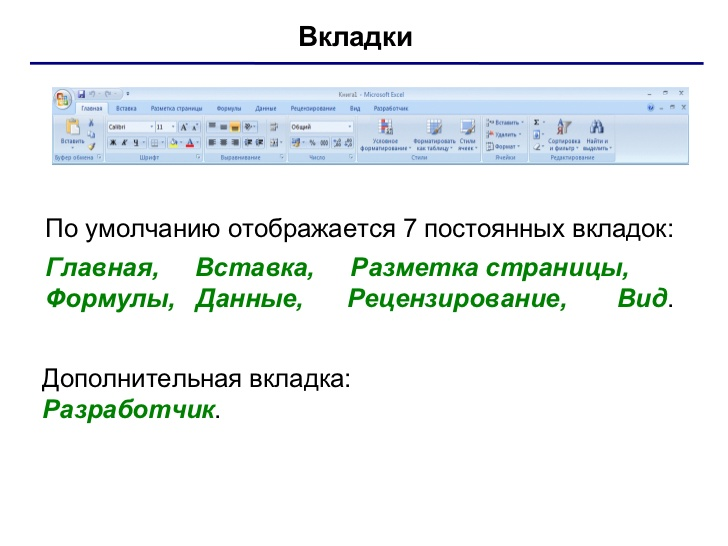 Вкладки
Книга1 - Microsoft Excel
Главная Вставка Разметка страницы Формулы Данные Рецензирование Вид Разработчик
Calibri 11 Общий Вставить Σ
Ж К Ч % 000 Удалить
Вставить Условное форматирование Форматировать как таблицу Стили ячеек Формат Сортировка и фильтр Найти и выделить
Буфер обмена Шрифт Выравнивание Число Стили Ячейки Редактирование
По умолчанию отображается 7 постоянных вкладок:
Главная, Вставка, Разметка страницы,
Формулы, Данные, Рецензирование, Вид.
Дополнительная вкладка:
Разработчик.